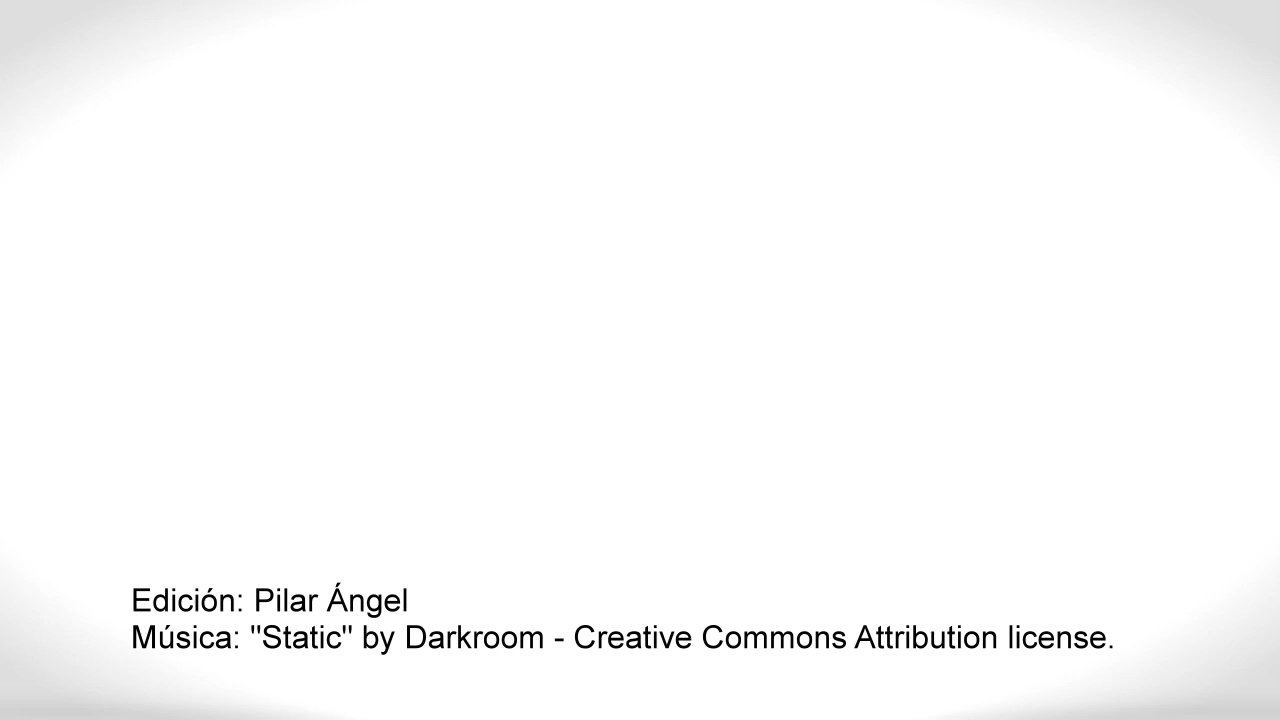 Edición: Pilar Ángel
Música: "Static" by Darkroom - Creative Commons Attribution license.